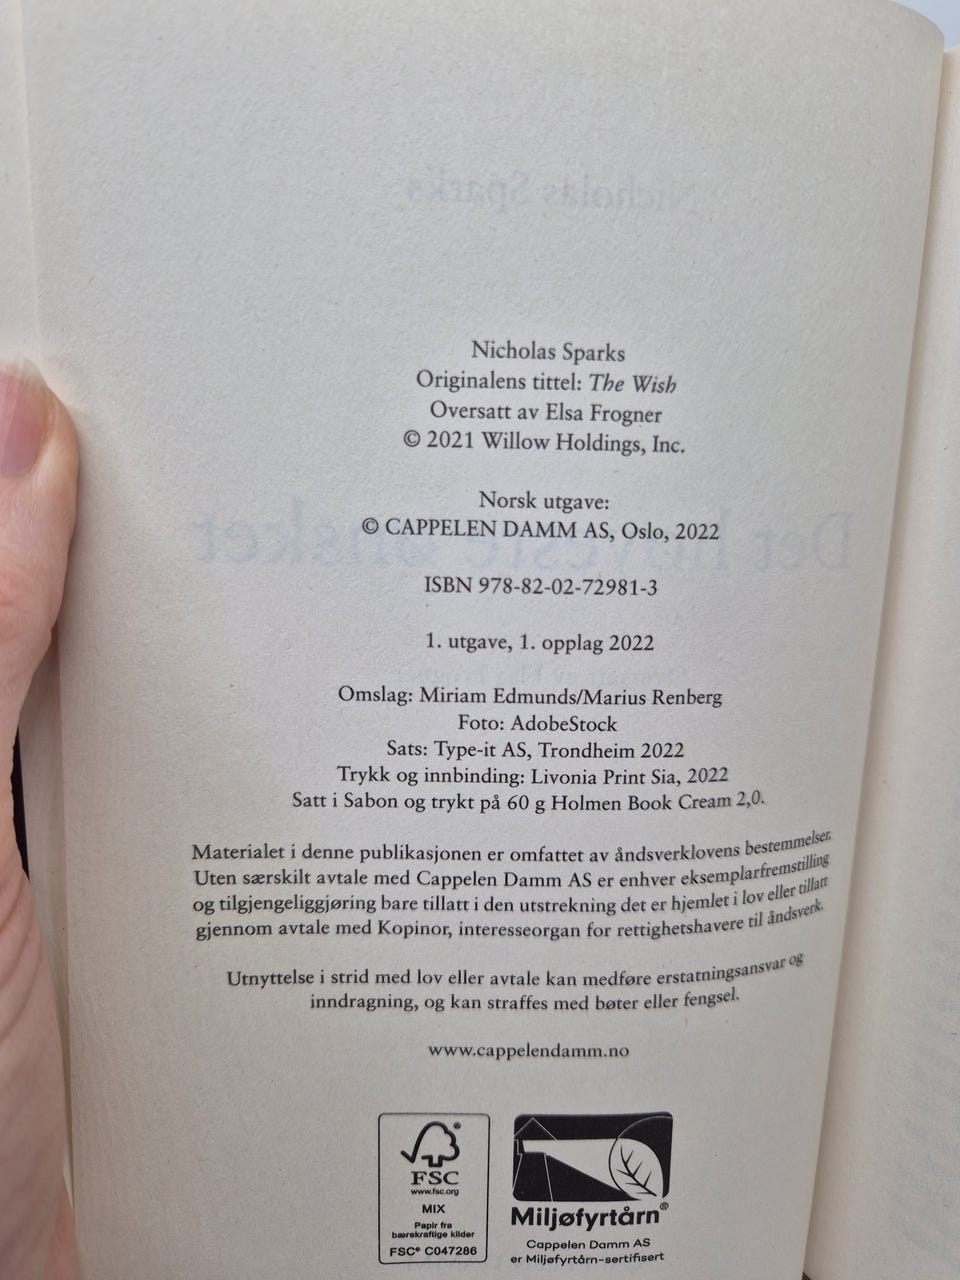 Nicholas Sparks
Nicholas Sparks
Originalens tittel: The Wish
Oversatt av Elsa Frogner
© 2021 Willow Holdings, Inc.
Norsk utgave:
© CAPPELEN DAMM AS, Oslo, 2022
ISBN 978-82-02-72981-3
1. utgave, 1. opplag 2022
Omslag: Miriam Edmunds/Marius Renberg
Foto: AdobeStock
Sats: Type-it AS, Trondheim 2022
Trykk og innbinding: Livonia Print Sia, 2022
Satt i Sabon og trykt på 60 g Holmen Book Cream 2,0.
Materialet i denne publikasjonen er omfattet av åndsverklovens bestemmelser.
Uten særskilt avtale med Cappelen Damm AS er enhver eksemplarfremstilling
og tilgjengeliggjøring bare tillatt i den utstrekning det er hjemlet i lov eller tillatt
gjennom avtale med Kopinor, interesseorgan for rettighetshavere til åndsverk.
Utnyttelse i strid med lov eller avtale kan medføre erstatningsansvar og
inndragning, og kan straffes med bøter eller fengsel.
www.cappelendamm.no
FSC
www.fsc.org
MIX
Papir fra
bærekraftige kilder
FSC® C047286
Miljøfyrtårn®
Cappelen Damm AS
er Miljøfyrtårn-sertifisert